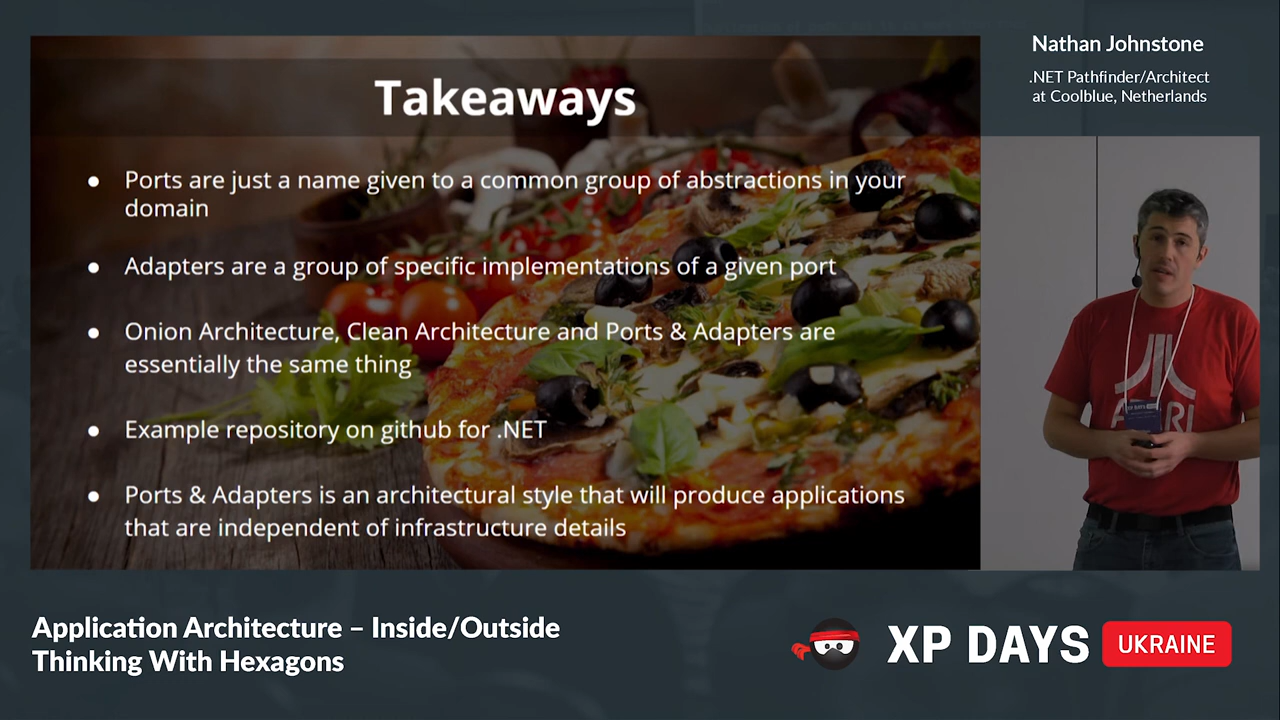 Takeaways
● Ports are just a name given to a common group of abstractions in your
domain
● Adapters are a group of specific implementations of a given port
● Onion Architecture, Clean Architecture and Ports & Adapters are
essentially the same thing
● Example repository on github for .NET
● Ports & Adapters is an architectural style that will produce applications
that are independent of infrastructure details
Nathan Johnstone
.NET Pathfinder/Architect
at Coolblue, Netherlands
ATARI
Application Architecture – Inside/Outside
Thinking With Hexagons
XP DAYS UKRAINE